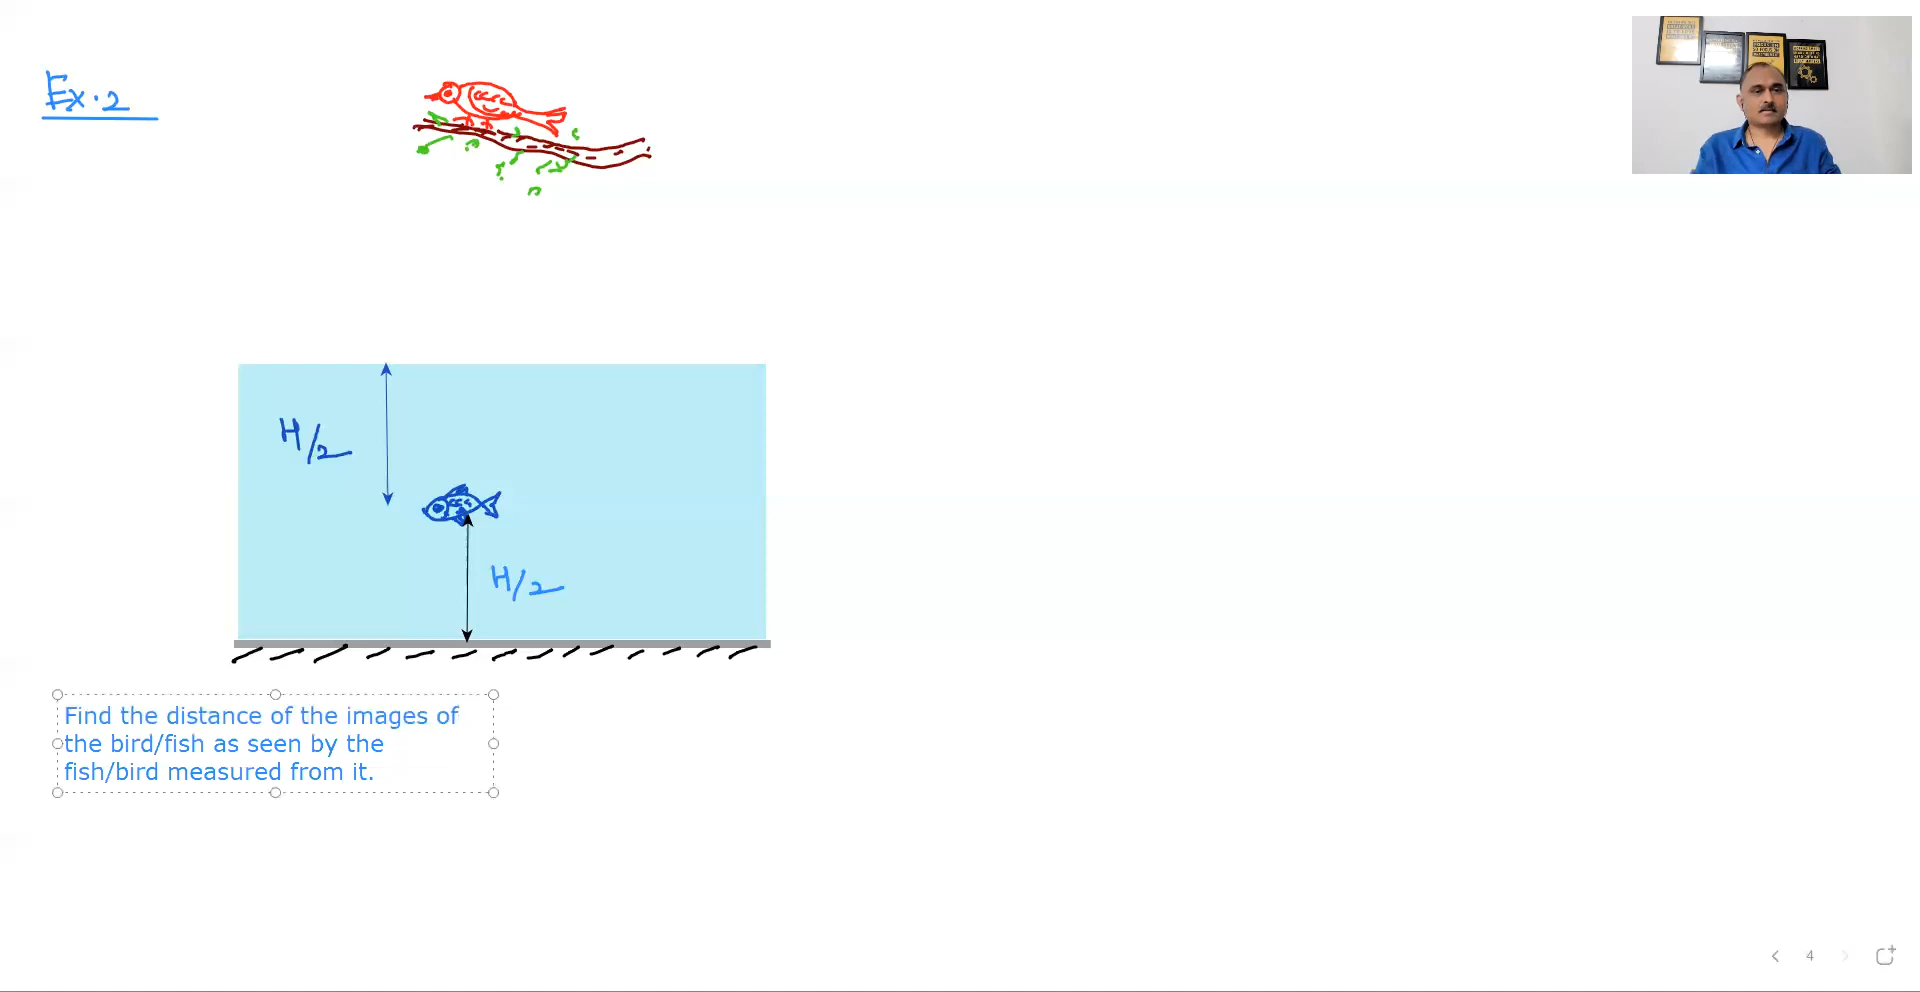 Ex.2
H/2
H/2
Find the distance of the images of
the bird/fish as seen by the
fish/bird measured from it.
4